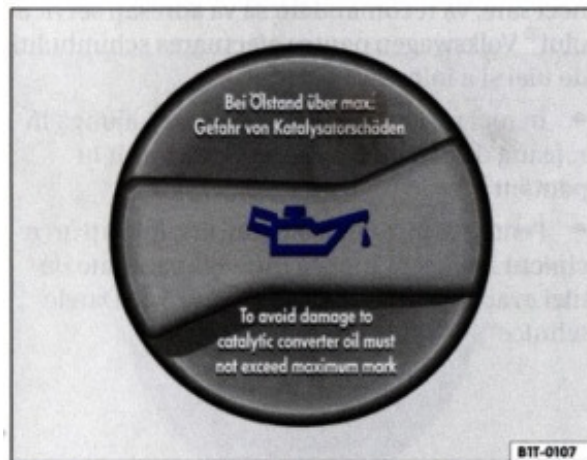 Bei Ölstand über max:
Gefahr von Katalysatorschäden
To avoid damage to
catalytic converter oil must
not exceed maximum mark
B1T-0107